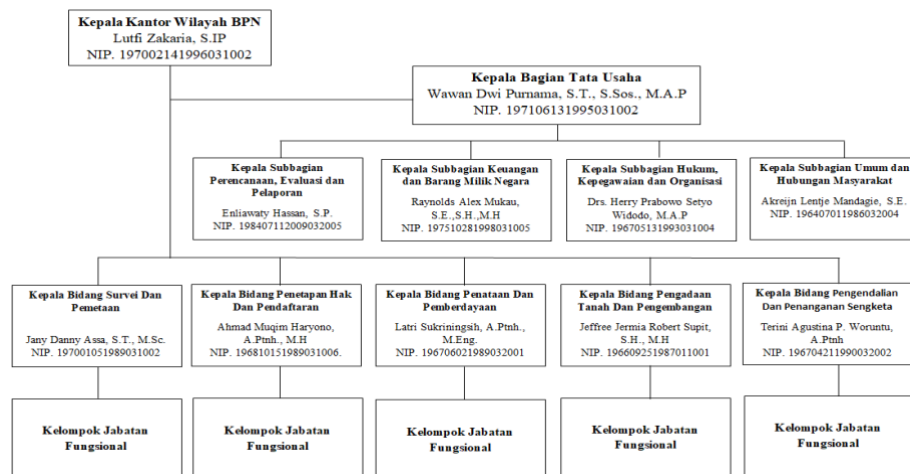 Kepala Kantor Wilayah BPN
Lutfi Zakaria, S.IP
NIP. 197002141996031002
Kepala Bagian Tata Usaha
Wawan Dwi Purnama, S.T., S.Sos., M.A.P
NIP. 197106131995031002
Kepala Subbagian
Perencanaan, Evaluasi dan
Pelaporan
Enliawaty Hassan, S.P.
NIP. 198407112009032005
Kepala Subbagian Keuangan
dan Barang Milik Negara
Raynolds Alex Mukau,
S.E.,S.H.,M.H
NIP. 197510281998031005
Kepala Subbagian Hukum,
Kepegawaian dan Organisasi
Drs. Herry Prabowo Setyo
Widodo, M.A.P
NIP. 196705131993031004
Kepala Subbagian Umum dan
Hubungan Masyarakat
Akreijn Lentje Mandagie, S.E.
NIP. 196407011986032004
Kepala Bidang Survei Dan
Pemetaan
Jany Danny Assa, S.T., M.Sc.
NIP. 197001051989031002
Kepala Bidang Penetapan Hak
Dan Pendaftaran
Ahmad Muqim Haryono,
A.Ptnh., M.H
NIP. 196810151989031006.
Kepala Bidang Penataan Dan
Pemberdayaan
Latri Sukriningsih, A.Ptnh.,
M.Eng.
NIP. 196706021989032001
Kepala Bidang Pengadaan
Tanah Dan Pengembangan
Jeffree Jermia Robert Supit,
S.H., M.H
NIP. 196609251987011001
Kepala Bidang Pengendalian
Dan Penanganan Sengketa
Terini Agustina P. Woruntu,
A.Ptnh
NIP. 196704211990032002
Kelompok Jabatan
Fungsional
Kelompok Jabatan
Fungsional
Kelompok Jabatan
Fungsional
Kelompok Jabatan
Fungsional
Kelompok Jabatan
Fungsional